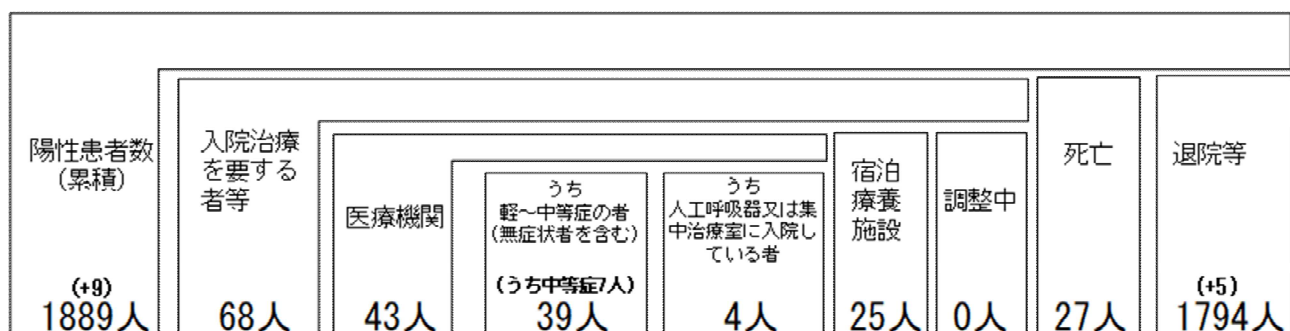 陽性患者数
(累積)
(+9)
1889人
入院治療
を要する
者等
68人
医療機関
43人
うち
軽～中等症の者
(無症状者を含む)
(うち中等症7人)
39人
うち
人工呼吸器又は集
中治療室に入院し
ている者
4人
宿泊
療養
施設
25人
調整中
0人
死亡
27人
退院等
(+5)
1794人